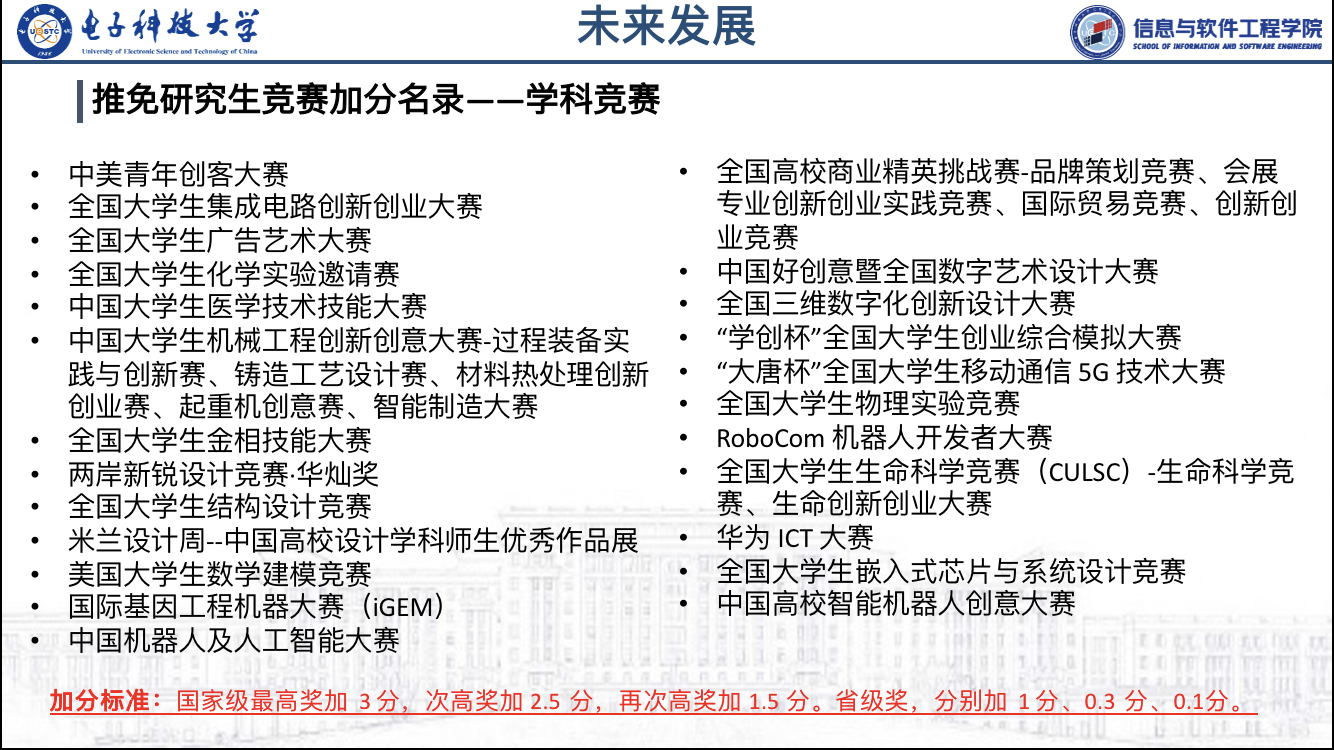 电子科技大学
University of Electronic Science and Technology of China
未来发展
信息与软件工程学院
SCHOOL OF INFORMATION AND SOFTWARE ENGINEERING
推免研究生竞赛加分名录——学科竞赛
• 中美青年创客大赛
• 全国大学生集成电路创新创业大赛
• 全国大学生广告艺术大赛
• 全国大学生化学实验邀请赛
• 中国大学生医学技术技能大赛
• 中国大学生机械工程创新创意大赛-过程装备实
践与创新赛、铸造工艺设计赛、材料热处理创新
创业赛、起重机创意赛、智能制造大赛
• 全国大学生金相技能大赛
• 两岸新锐设计竞赛·华灿奖
• 全国大学生结构设计竞赛
• 米兰设计周--中国高校设计学科师生优秀作品展
• 美国大学生数学建模竞赛
• 国际基因工程机器大赛（iGEM）
• 中国机器人及人工智能大赛
• 全国高校商业精英挑战赛-品牌策划竞赛、会展
专业创新创业实践竞赛、国际贸易竞赛、创新创
业竞赛
• 中国好创意暨全国数字艺术设计大赛
• 全国三维数字化创新设计大赛
• “学创杯”全国大学生创业综合模拟大赛
• “大唐杯”全国大学生移动通信 5G 技术大赛
• 全国大学生物理实验竞赛
• RoboCom 机器人开发者大赛
• 全国大学生生命科学竞赛（CULSC）-生命科学竞
赛、生命创新创业大赛
• 华为 ICT 大赛
• 全国大学生嵌入式芯片与系统设计竞赛
• 中国高校智能机器人创意大赛
加分标准：国家级最高奖加 3 分，次高奖加 2.5 分，再次高奖加 1.5 分。省级奖，分别加 1 分、0.3 分、0.1分。